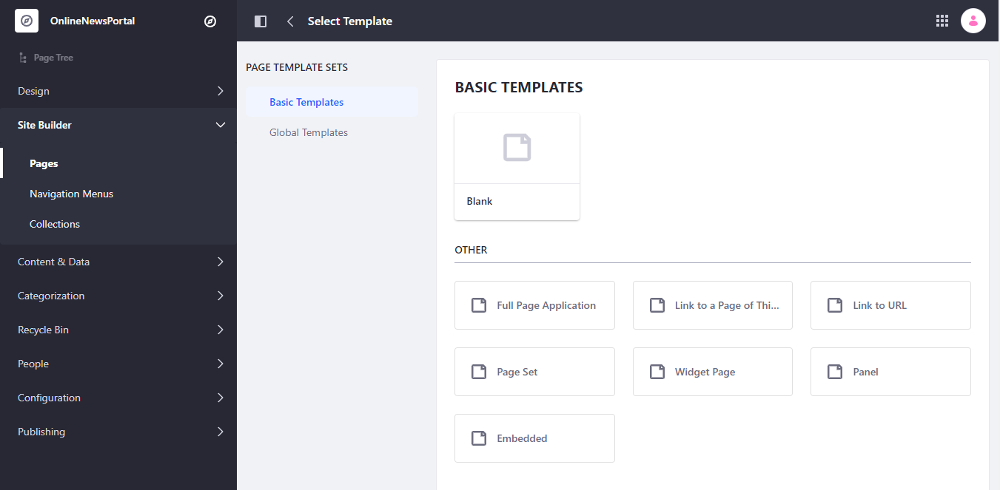 OnlineNewsPortal
Page Tree
Design
Site Builder
Pages
Navigation Menus
Collections
Content & Data
Categorization
Recycle Bin
People
Configuration
Publishing
Select Template
PAGE TEMPLATE SETS
Basic Templates
Global Templates
BASIC TEMPLATES
Blank
OTHER
Full Page Application
Link to a Page of Thi...
Link to URL
Page Set
Widget Page
Panel
Embedded